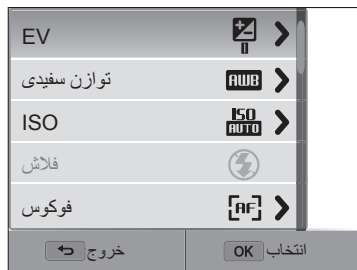 EV
توازن سفیدی AWB
ISO ISO AUTO
فلاش
فوکوس AF
خروج انتخاب OK